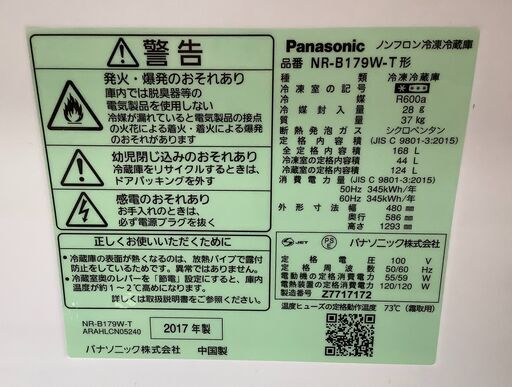 警告
発火・爆発のおそれあり
庫内では脱臭器等の
電気製品を使用しない
冷媒が漏れていると電気製品の接点
の火花による着火・着火による爆発
のおそれあります
幼児閉じ込みのおそれあり
冷蔵庫をリサイクルするときは、
ドアパッキングを外す
感電のおそれあり
お手入れのときは、
必ず電源プラグを抜く
正しくお使いいただくために
・冷蔵庫の表面が熱くなるのは、放熱パイプで露付
防止をしているためです。異常ではありません。
・冷蔵室奥のレバーを「節電」設定にすると、庫内
温度が約1～2℃高めになります。
詳しくは取扱説明書をご参照ください。
NR-B179W-T
ARAHLCN05240
2017年製
パナソニック株式会社 中国製
Panasonic ノンフロン冷凍冷蔵庫
品番 NR-B179W-T形
種類 冷凍冷蔵庫
冷凍室の記号
冷媒 R600a
冷媒封入量 28 g
質量 37 kg
断熱発泡ガス シクロペンタン
全定格内容積 (JIS C 9801-3:2015)
168 L
冷凍室の定格内容積 44 L
冷蔵室の定格内容積 124 L
消費電力量 (JIS C 9801-3:2015)
50Hz 345kWh/年
60Hz 345kWh/年
外形寸法 幅 480 mm
奥行 586 mm
高さ 1293 mm
JET PS E パナソニック株式会社
定格電圧 100 V
定格周波数 50/60 Hz
電動機の定格消費電力 55/59 W
電熱装置の定格消費電力 120/120 W
製造番号 Z7717172
温度ヒューズの定格動作温度 73℃ (霜取用)